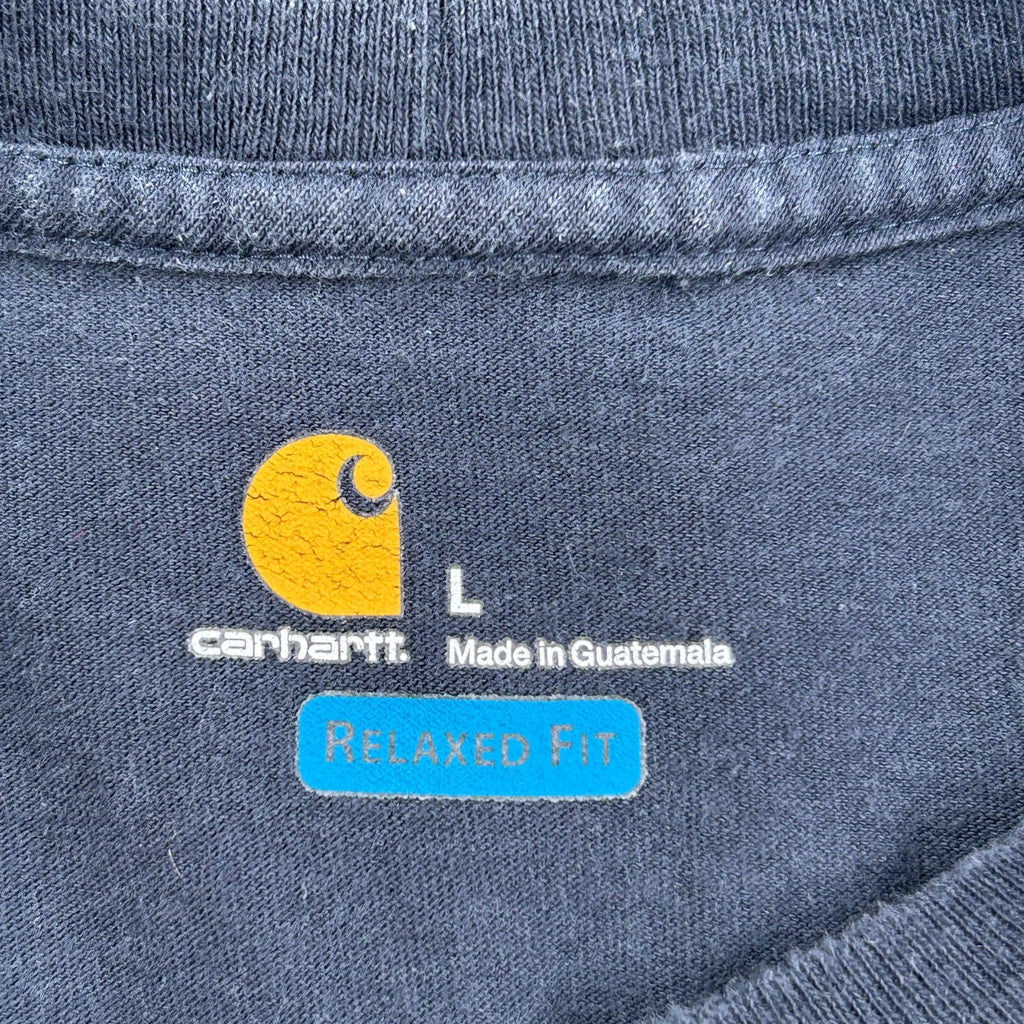 L
carhartt.
Made in Guatemala
RELAXED FIT